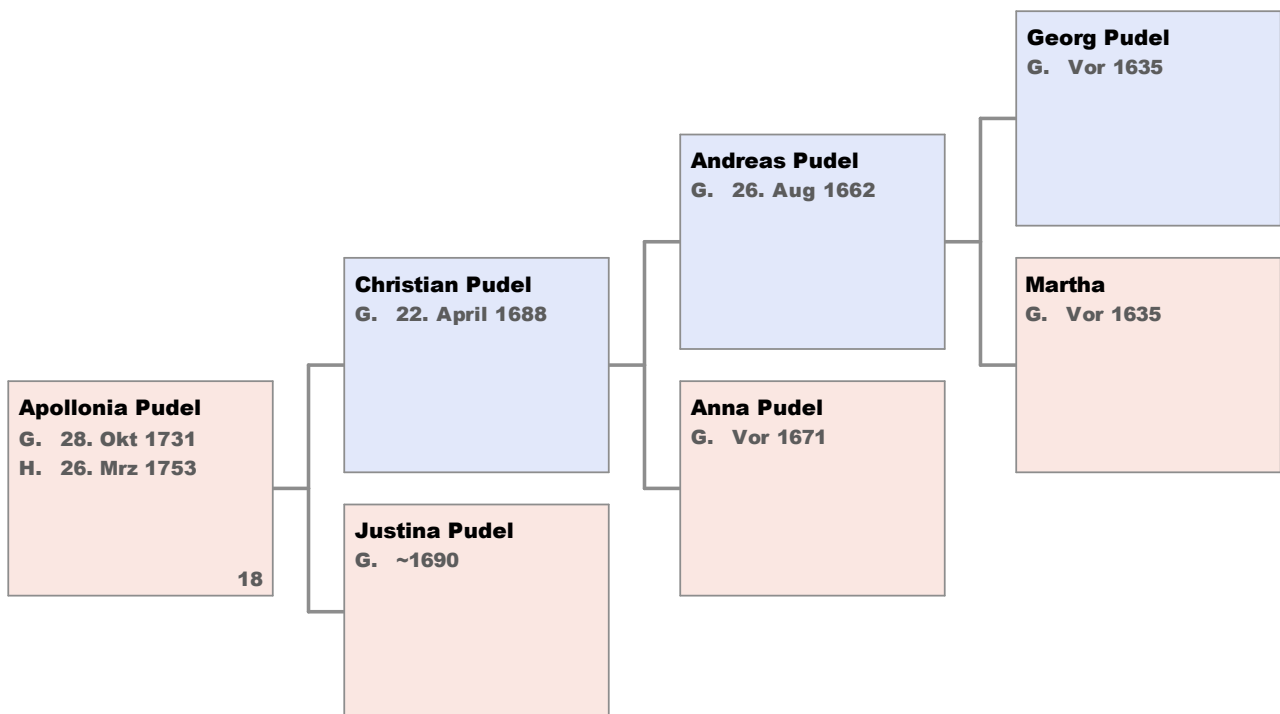 Georg Pudel
G. Vor 1635
Andreas Pudel
G. 26. Aug 1662
Christian Pudel
G. 22. April 1688
Martha
G. Vor 1635
Apollonia Pudel
G. 28. Okt 1731
H. 26. Mrz 1753
18
Anna Pudel
G. Vor 1671
Justina Pudel
G. ~1690